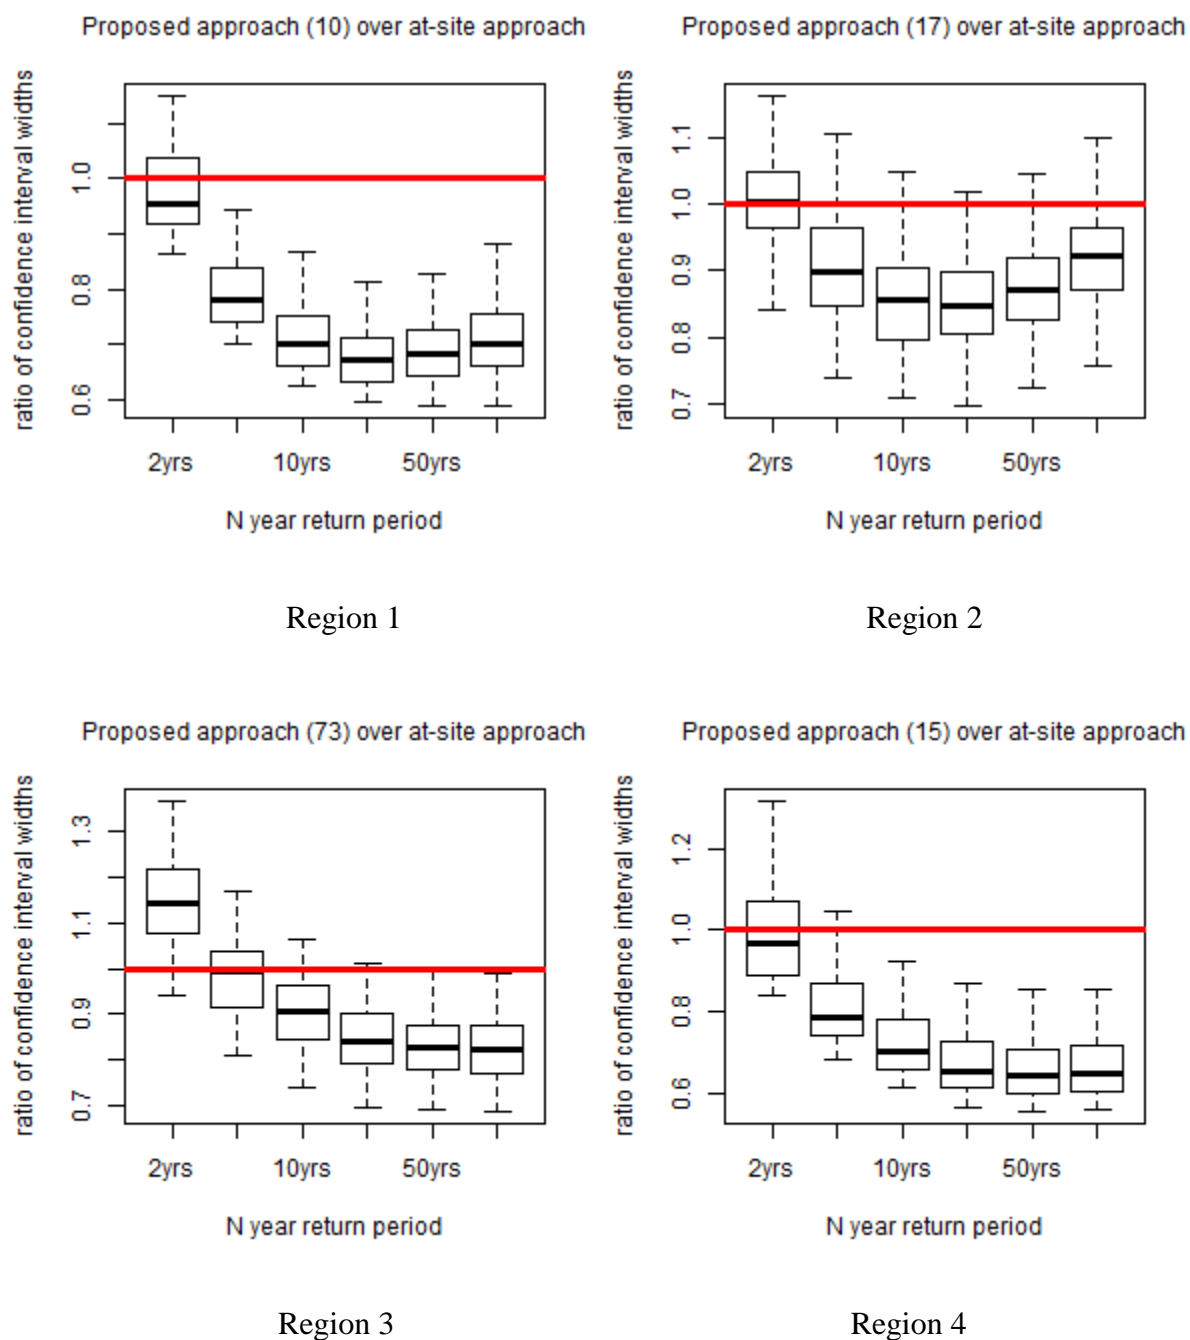 Proposed approach (10) over at-site approach
ratio of confidence interval widths
1.0
0.8
0.6
2yrs 10yrs 50yrs
N year return period
Region 1
Proposed approach (17) over at-site approach
ratio of confidence interval widths
1.1
1.0
0.9
0.8
0.7
2yrs 10yrs 50yrs
N year return period
Region 2
Proposed approach (73) over at-site approach
ratio of confidence interval widths
1.3
1.1
0.9
0.7
2yrs 10yrs 50yrs
N year return period
Region 3
Proposed approach (15) over at-site approach
ratio of confidence interval widths
1.2
1.0
0.8
0.6
2yrs 10yrs 50yrs
N year return period
Region 4